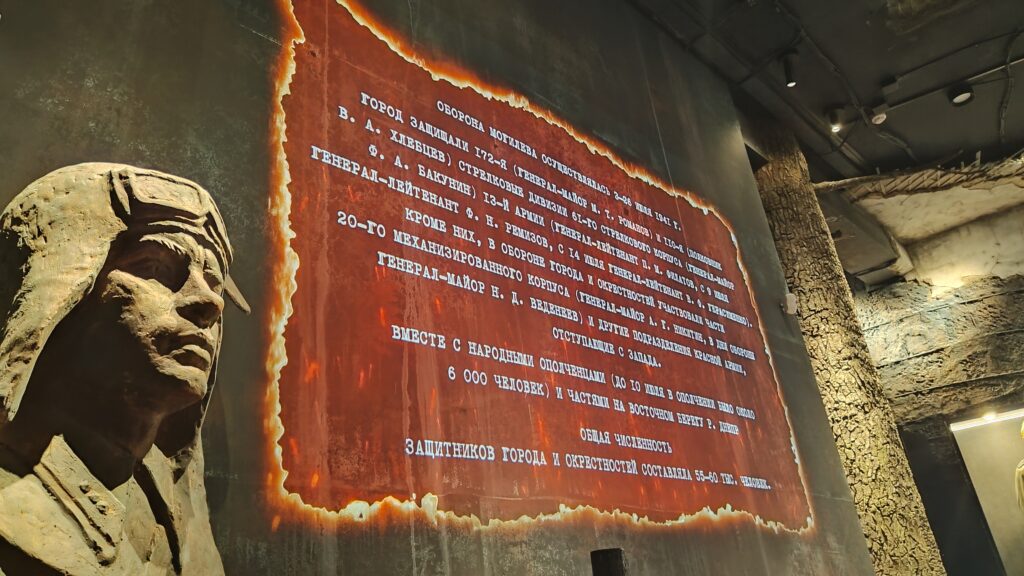 ОБОРОНА МОГИЛЕВА ОСУЩЕСТВЛЯЛАСЬ 3-26 ИЮЛЯ 1941 Г.
ГОРОД ЗАЩИЩАЛИ 172-Я (ГЕНЕРАЛ-МАЙОР М. Т. РОМАНОВ) И 110-Я (ПОЛКОВНИК
В. А. ХЛЕБЦЕВ) СТРЕЛКОВЫЕ ДИВИЗИИ 61-ГО СТРЕЛКОВОГО КОРПУСА (ГЕНЕРАЛ-МАЙОР
Ф. А. БАКУНИН) 13-Й АРМИИ (ГЕНЕРАЛ-ЛЕЙТЕНАНТ П. М. ФИЛАТОВ, С 9 ИЮЛЯ
ГЕНЕРАЛ-ЛЕЙТЕНАНТ Ф. Н. РЕМИЗОВ, С 14 ИЮЛЯ ГЕНЕРАЛ-ЛЕЙТЕНАНТ В. Ф. ГЕРАСИМЕНКО).
КРОМЕ НИХ, В ОБОРОНЕ ГОРОДА И ОКРЕСТНОСТЕЙ УЧАСТВОВАЛИ ЧАСТИ
20-ГО МЕХАНИЗИРОВАННОГО КОРПУСА (ГЕНЕРАЛ-МАЙОР А. Г. НИКИТИН, В ДНИ ОБОРОНЫ
ГЕНЕРАЛ-МАЙОР Н. Д. ВЕДЕНЕЕВ) И ДРУГИЕ ПОДРАЗДЕЛЕНИЯ КРАСНОЙ АРМИИ,
ОТСТУПАЮЩИЕ С ЗАПАДА.
ВМЕСТЕ С НАРОДНЫМИ ОПОЛЧЕНЦАМИ (ДО 10 ИЮЛЯ В ОПОЛЧЕНИИ БЫЛО ОКОЛО
6 000 ЧЕЛОВЕК) И ЧАСТЯМИ НА ВОСТОЧНОМ БЕРЕГУ Р. ДНЕПР
ОБЩАЯ ЧИСЛЕННОСТЬ
ЗАЩИТНИКОВ ГОРОДА И ОКРЕСТНОСТЕЙ СОСТАВЛЯЛА 55-60 ТЫС. ЧЕЛОВЕК.